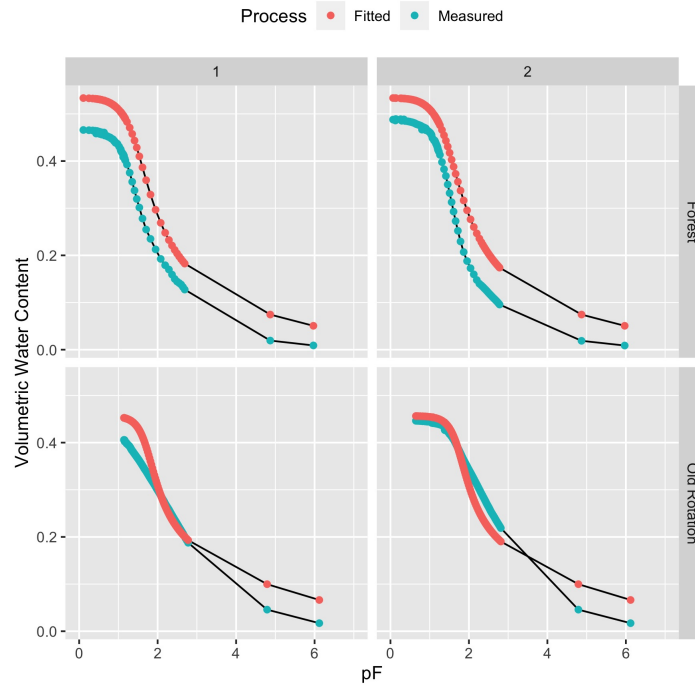 Process Fitted Measured
1 2
Volumetric Water Content
0.4
0.2
0.0
Forest
0.4
0.2
0.0
Old Rotation
0 2 4 6 0 2 4 6
pF